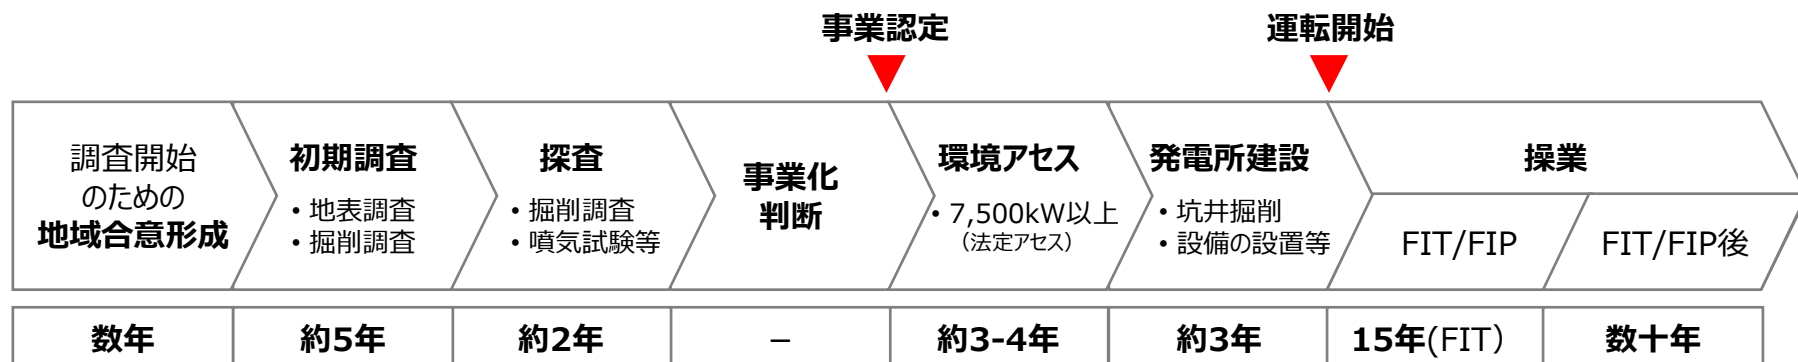 事業認定
運転開始
調査開始
のための
地域合意形成
初期調査
・地表調査
・掘削調査
探査
・掘削調査
・噴気試験等
事業化
判断
環境アセス
・7,500kW以上
(法定アセス)
発電所建設
・坑井掘削
・設備の設置等
操業
FIT/FIP
FIT/FIP後
数年
約5年
約2年
–
約3-4年
約3年
15年(FIT)
数十年